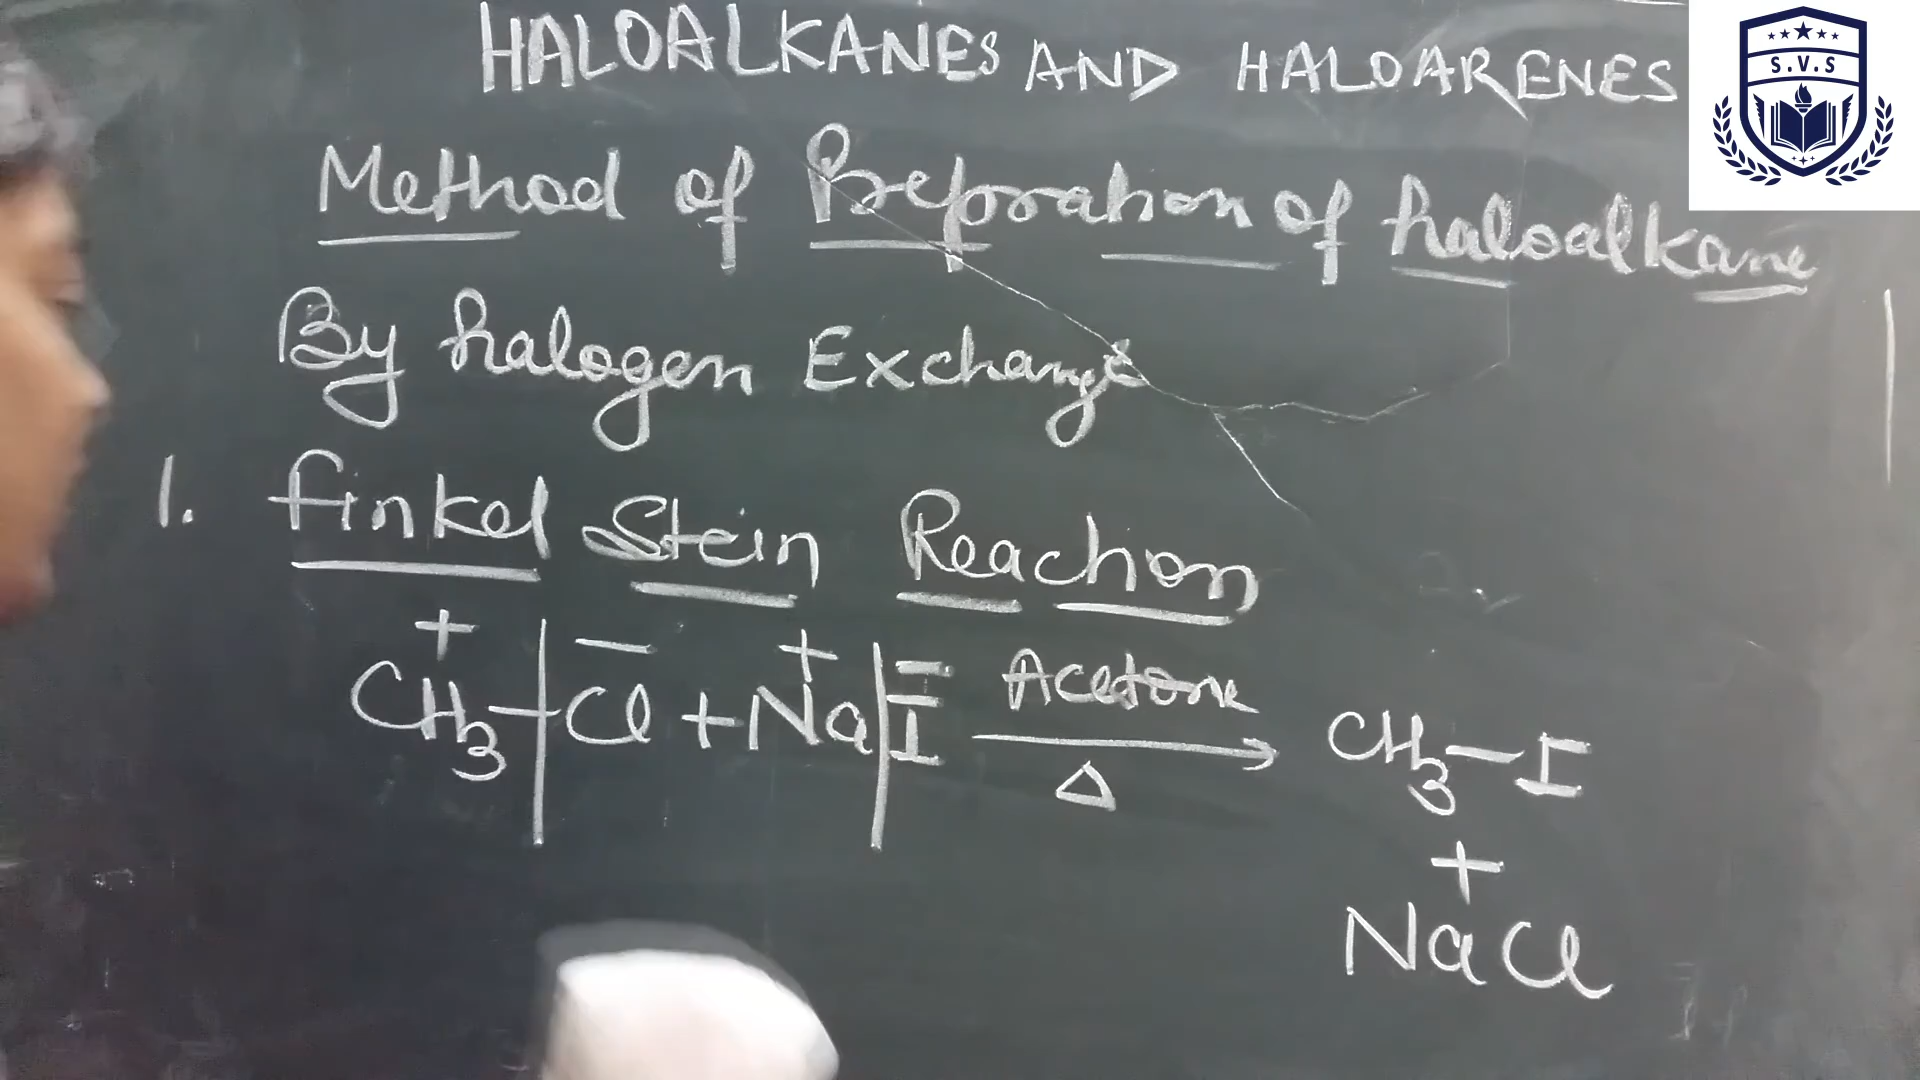 HALOALKANES AND HALOARENES
S.V.S
Method of Prepration of haloalkane
By halogen Exchange
1. Finkel Stein Reaction
+ − + −
CH3-Cl + NaI Acetone Δ → CH3-I
+
NaCl